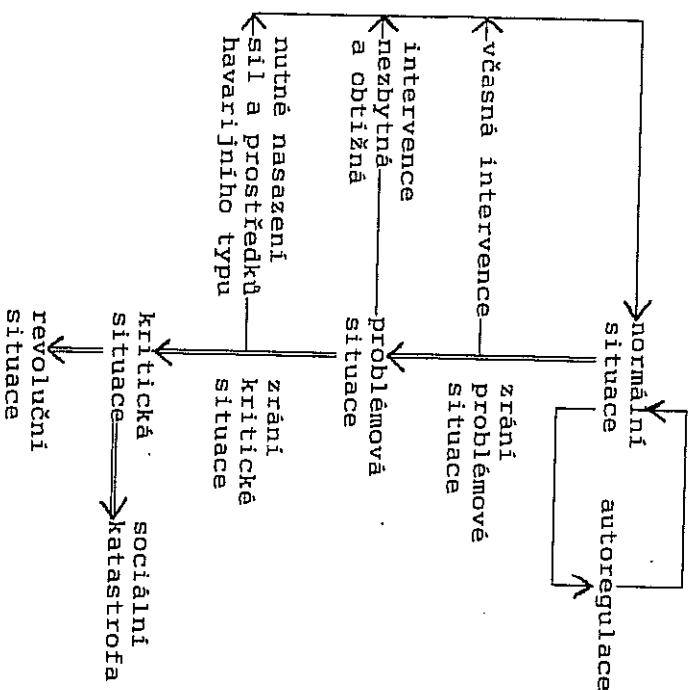 normální
situace
autoregulace
včasná intervence
zrání
problémové
situace
intervence
nezbytná
a obtížná
problémová
situace
nutné nasazení
sil a prostředků
havarijního typu
zrání
kritické
situace
kritická
situace
sociální
katastrofa
revoluční
situace